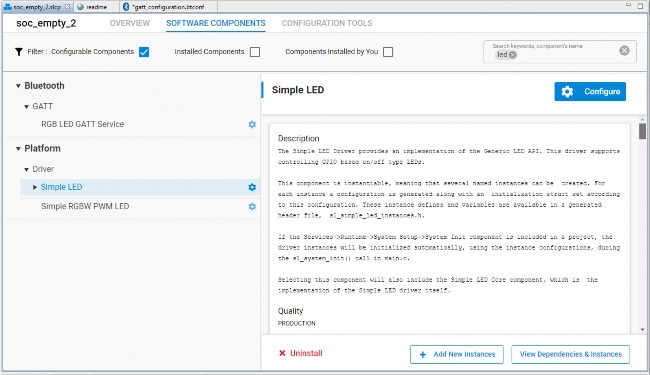 soc_empty_2.slcp
readme
*gatt_configuration.btconf
soc_empty_2
OVERVIEW
SOFTWARE COMPONENTS
CONFIGURATION TOOLS
Filter : Configurable Components
Installed Components
Components Installed by You
Search keywords, component's name
led
Bluetooth
GATT
RGB LED GATT Service
Platform
Driver
Simple LED
Simple RGBW PWM LED
Simple LED
Configure
Description
The Simple LED Driver provides an implementation of the Generic LED API. This driver supports
controlling GPIO based on/off type LEDs.
This component is instantiable, meaning that several named instances can be created. For
each instance a configuration is generated along with an initialization struct set according
to this configuration. These instance defines and variables are available in a generated
header file, sl_simple_led_instances.h.
If the Services->Runtime->System Setup->System Init component is included in a project, the
driver instances will be initialized automatically, using the instance configurations, during
the sl_system_init() call in main.c.
Selecting this component will also include the Simple LED Core component, which is the
implementation of the Simple LED driver itself.
Quality
PRODUCTION
Uninstall
Add New Instances
View Dependencies & Instances